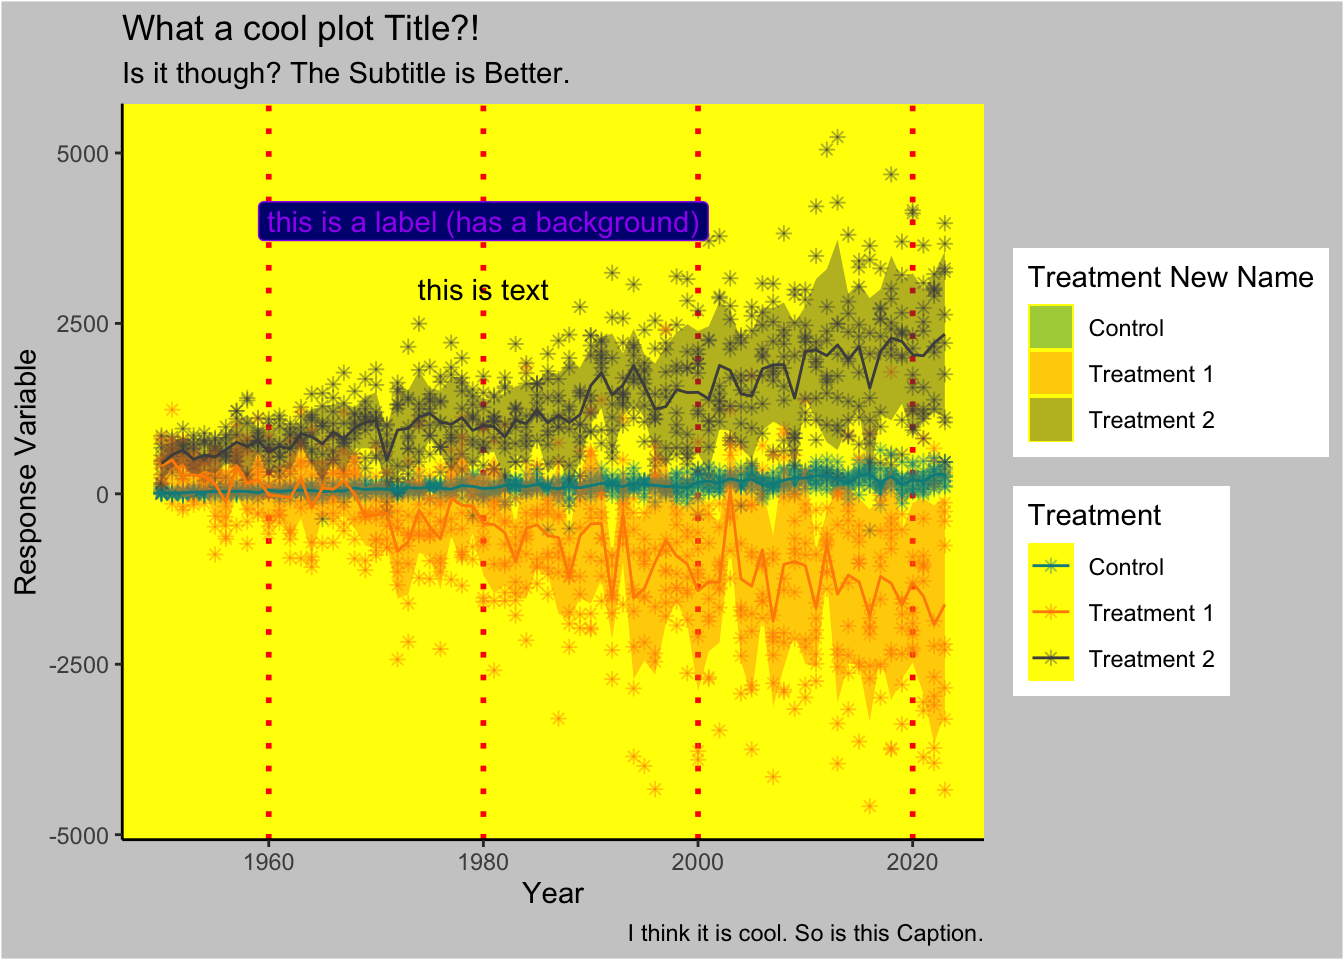 What a cool plot Title?!
Is it though? The Subtitle is Better.
Response Variable
5000
2500
0
-2500
-5000
this is a label (has a background)
this is text
1960 1980 2000 2020
Year
I think it is cool. So is this Caption.
Treatment New Name
Control
Treatment 1
Treatment 2
Treatment
Control
Treatment 1
Treatment 2